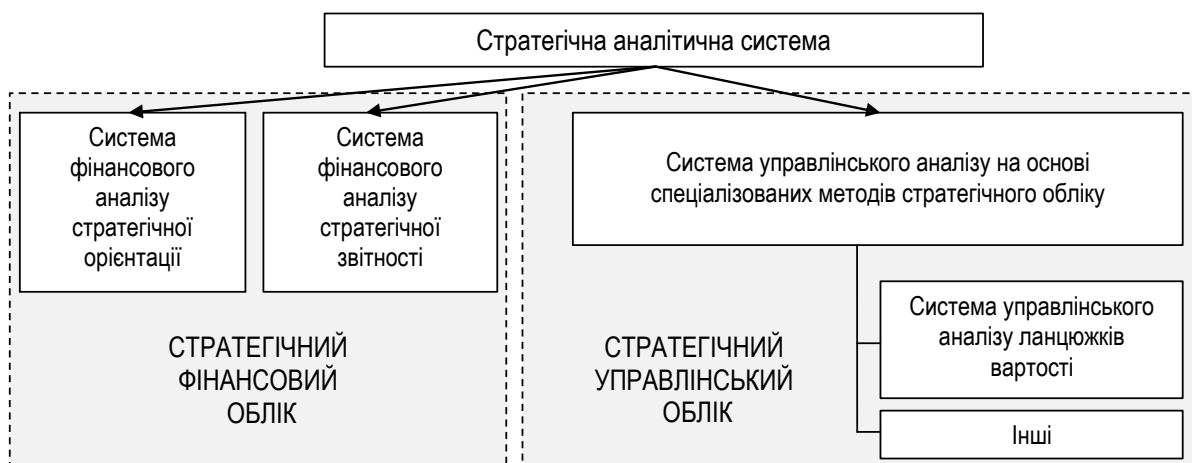 Стратегічна аналітична система
Система
фінансового
аналізу
стратегічної
орієнтації
Система
фінансового
аналізу
стратегічної
звітності
Система управлінського аналізу на основі
спеціалізованих методів стратегічного обліку
СТРАТЕГІЧНИЙ
ФІНАНСОВИЙ
ОБЛІК
СТРАТЕГІЧНИЙ
УПРАВЛІНСЬКИЙ
ОБЛІК
Система управлінського
аналізу ланцюжків
вартості
Інші